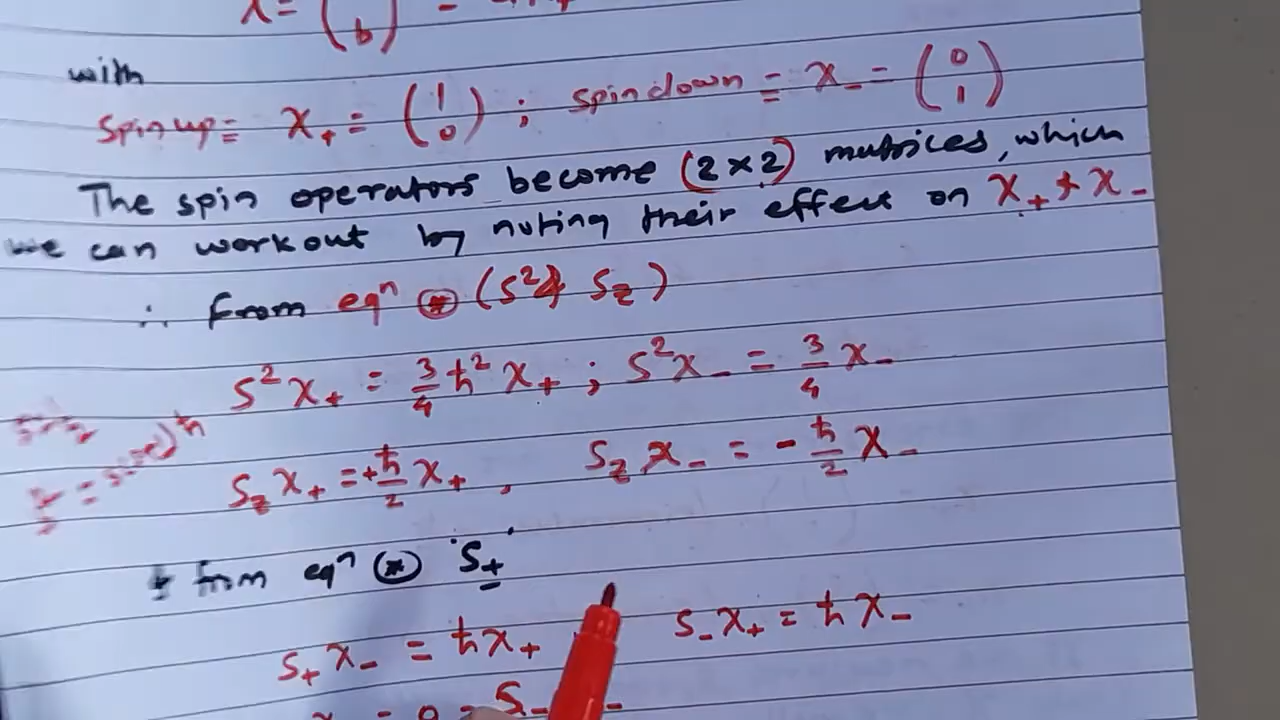 χ = ( b )
with
spin up = χ₊ = (1 0) ; spin down = χ₋ = (0 1)
The spin operators become (2×2) matrices, which
we can workout by noting their effect on χ₊ & χ₋
∴ from eqⁿ ⊛ (S² & S_z)
S²χ₊ = 3/4 ħ² χ₊ ; S²χ₋ = 3/4 χ₋
S_z χ₊ = +ħ/2 χ₊ , S_z χ₋ = - ħ/2 χ₋
& from eqⁿ ⊛ 'S±'
S₊χ₋ = ħχ₊ S₋χ₊ = ħχ₋
= 0 = S₋